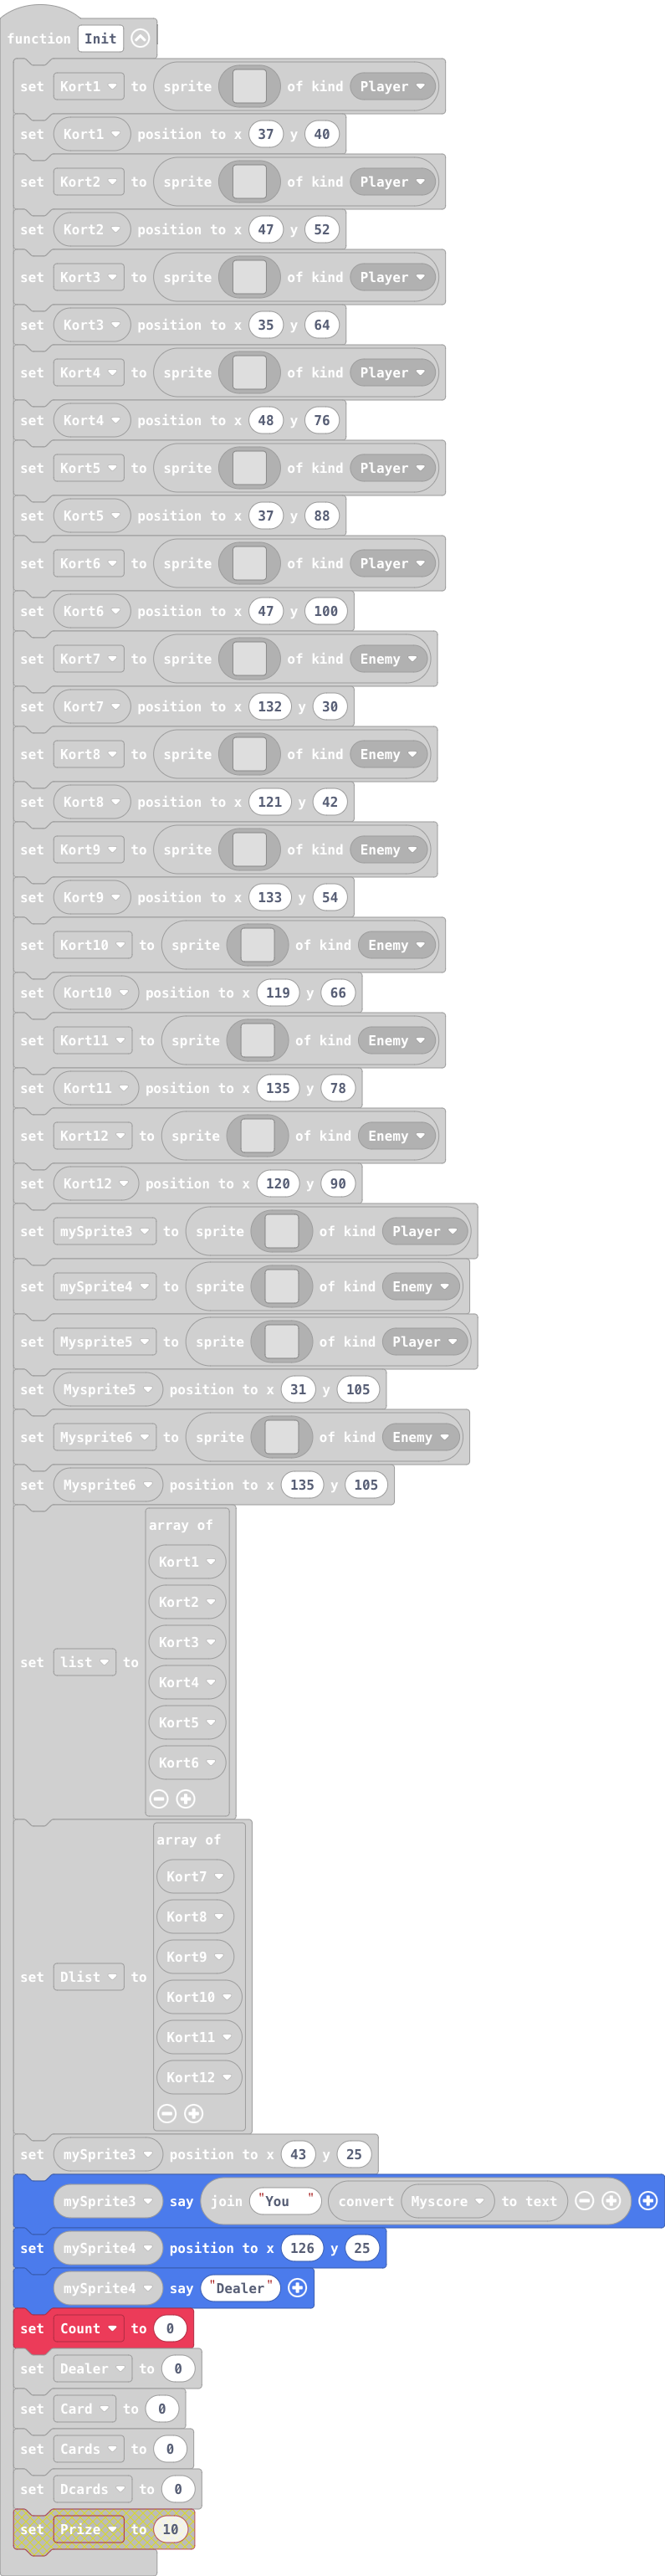 function Init
set Kort1 to sprite of kind Player
set Kort1 position to x 37 y 40
set Kort2 to sprite of kind Player
set Kort2 position to x 47 y 52
set Kort3 to sprite of kind Player
set Kort3 position to x 35 y 64
set Kort4 to sprite of kind Player
set Kort4 position to x 48 y 76
set Kort5 to sprite of kind Player
set Kort5 position to x 37 y 88
set Kort6 to sprite of kind Player
set Kort6 position to x 47 y 100
set Kort7 to sprite of kind Enemy
set Kort7 position to x 132 y 30
set Kort8 to sprite of kind Enemy
set Kort8 position to x 121 y 42
set Kort9 to sprite of kind Enemy
set Kort9 position to x 133 y 54
set Kort10 to sprite of kind Enemy
set Kort10 position to x 119 y 66
set Kort11 to sprite of kind Enemy
set Kort11 position to x 135 y 78
set Kort12 to sprite of kind Enemy
set Kort12 position to x 120 y 90
set mySprite3 to sprite of kind Player
set mySprite4 to sprite of kind Enemy
set Mysprite5 to sprite of kind Player
set Mysprite5 position to x 31 y 105
set Mysprite6 to sprite of kind Enemy
set Mysprite6 position to x 135 y 105
array of
Kort1
Kort2
Kort3
set list to
Kort4
Kort5
Kort6
array of
Kort7
Kort8
Kort9
set Dlist to
Kort10
Kort11
Kort12
set mySprite3 position to x 43 y 25
mySprite3 say join "You " convert Myscore to text
set mySprite4 position to x 126 y 25
mySprite4 say "Dealer"
set Count to 0
set Dealer to 0
set Card to 0
set Cards to 0
set Dcards to 0
set Prize to 10